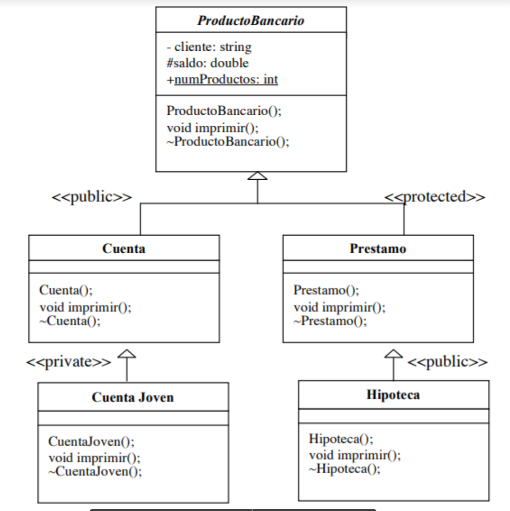 ProductoBancario
- cliente: string
#saldo: double
+numProductos: int
ProductoBancario();
void imprimir();
~ProductoBancario();
<<public>>
<<protected>>
Cuenta
Cuenta();
void imprimir();
~Cuenta();
Prestamo
Prestamo();
void imprimir();
~Prestamo();
<<private>>
<<public>>
Cuenta Joven
CuentaJoven();
void imprimir();
~CuentaJoven();
Hipoteca
Hipoteca();
void imprimir();
~Hipoteca();